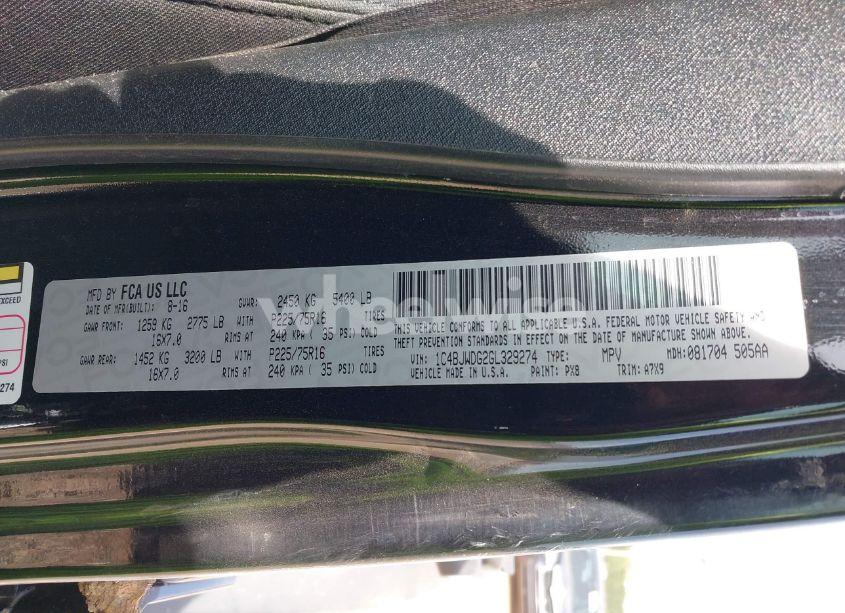 EXCEED
PSI
274
MFD BY FCA US LLC
DATE OF MFR(BUILT): 8-16 GVWR: 2450 KG 5400 LB
GAWR FRONT: 1259 KG 2775 LB WITH P225/75R16 TIRES
16X7.0 RIMS AT 240 KPA ( 35 PSI) COLD
GAWR REAR: 1452 KG 3200 LB WITH P225/75R16 TIRES
16X7.0 RIMS AT 240 KPA ( 35 PSI) COLD
THIS VEHICLE CONFORMS TO ALL APPLICABLE U.S.A. FEDERAL MOTOR VEHICLE SAFETY AND
THEFT PREVENTION STANDARDS IN EFFECT ON THE DATE OF MANUFACTURE SHOWN ABOVE.
VIN: 1C4BJWDG2GL329274 TYPE: MPV MDH: 081704 505AA
VEHICLE MADE IN U.S.A. PAINT: PX8 TRIM: A7X9